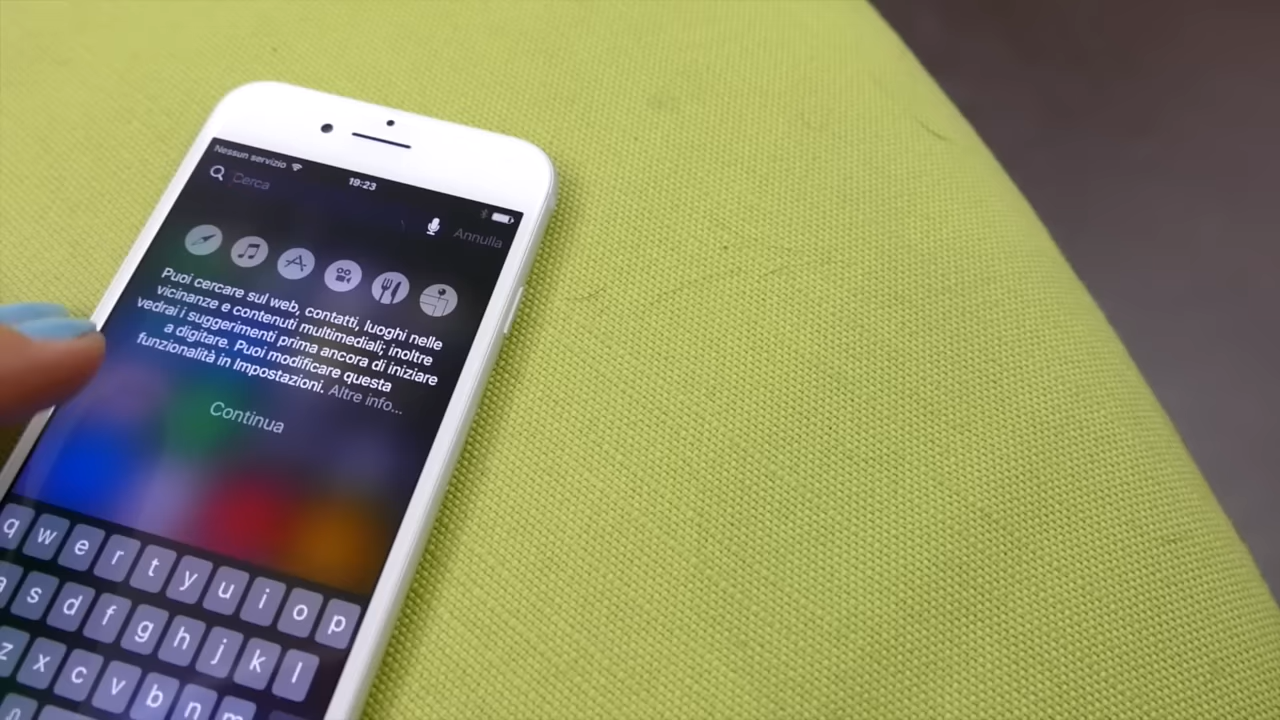 Nessun servizio
19:23
Cerca
Annulla
Puoi cercare sul web, contatti, luoghi nelle
vicinanze e contenuti multimediali; inoltre
vedrai i suggerimenti prima ancora di iniziare
a digitare. Puoi modificare questa
funzionalità in Impostazioni. Altre info...
Continua
q w e r t y u i o p
a s d f g h j k l
z x c v b n m